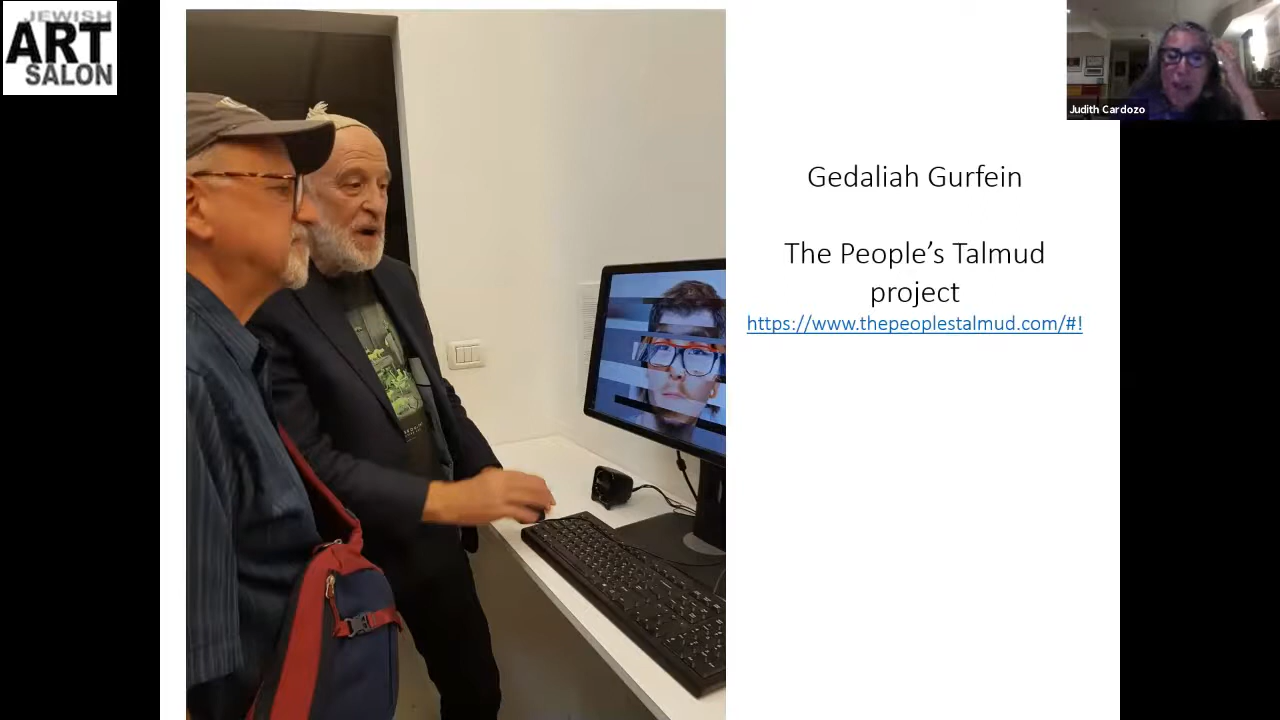 JEWISH
ART
SALON
Judith Cardozo
Gedaliah Gurfein
The People’s Talmud
project
https://www.thepeoplestalmud.com/#!